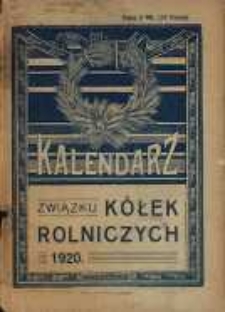 KALENDARZ
ZWIĄZKU KÓŁEK
ROLNICZYCH
1920.